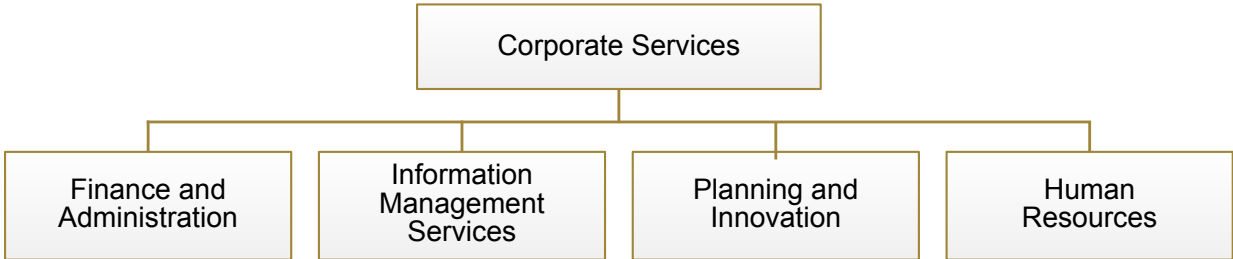 Corporate Services
Finance and
Administration
Information
Management
Services
Planning and
Innovation
Human
Resources